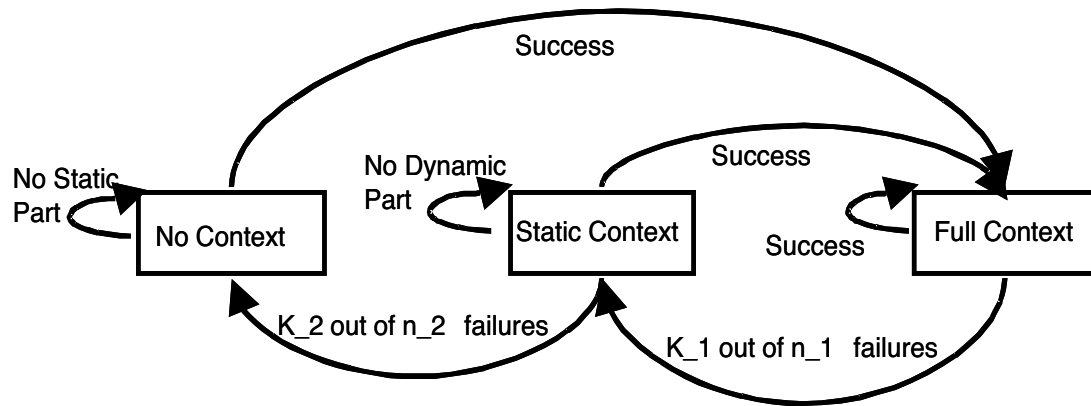 Success
No Dynamic
Part
Success
No Static
Part
No Context
Static Context
Success
Full Context
K_2 out of n_2 failures
K_1 out of n_1 failures